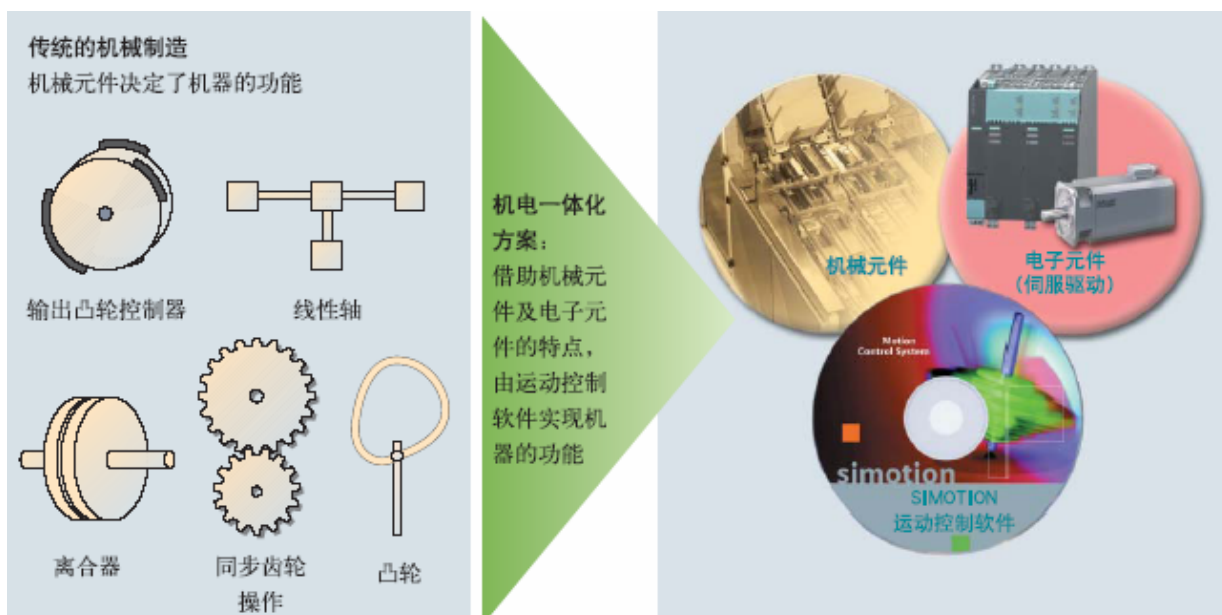 传统的机械制造
机械元件决定了机器的功能
输出凸轮控制器
线性轴
离合器
同步齿轮
操作
凸轮
机电一体化
方案：
借助机械元
件及电子元
件的特点，
由运动控制
软件实现机
器的功能
机械元件
电子元件
（伺服驱动）
Motion
Control System
simotion
SIMOTION
运动控制软件